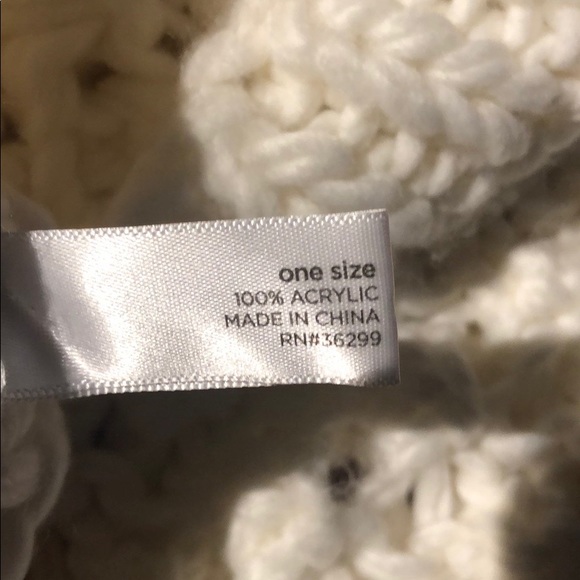 one size
100% ACRYLIC
MADE IN CHINA
RN#36299